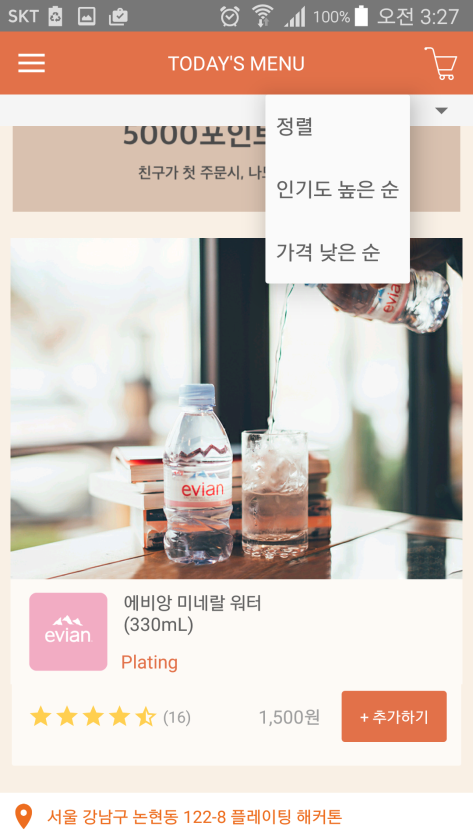 SKT 100% 오전 3:27
TODAY'S MENU
정렬
5000포인트
친구가 첫 주문시,
인기도 높은 순
가격 낮은 순
evian
evian
evian
에비앙 미네랄 워터
(330mL)
Plating
(16) 1,500원 + 추가하기
서울 강남구 논현동 122-8 플레이팅 해커톤